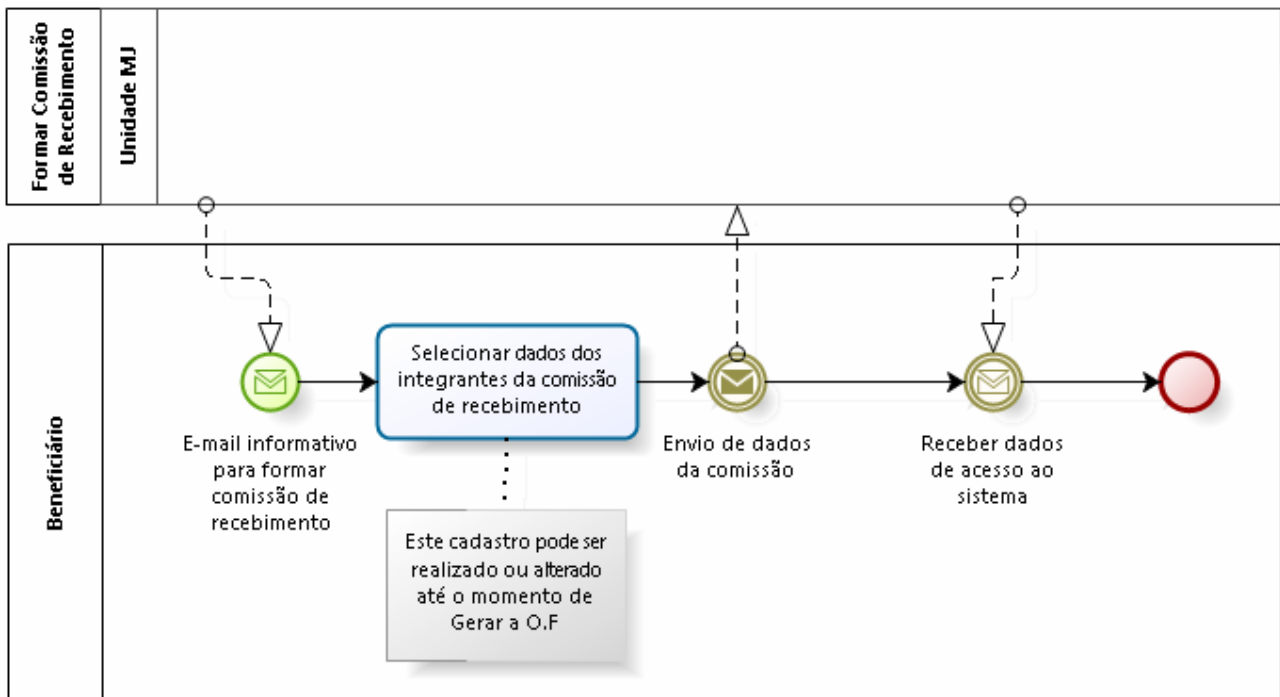 Formar Comissão
de Recebimento
Unidade MJ
Beneficiário
E-mail informativo
para formar
comissão de
recebimento
Selecionar dados dos
integrantes da comissão
de recebimento
Este cadastro pode ser
realizado ou alterado
até o momento de
Gerar a O.F
Envio de dados
da comissão
Receber dados
de acesso ao
sistema